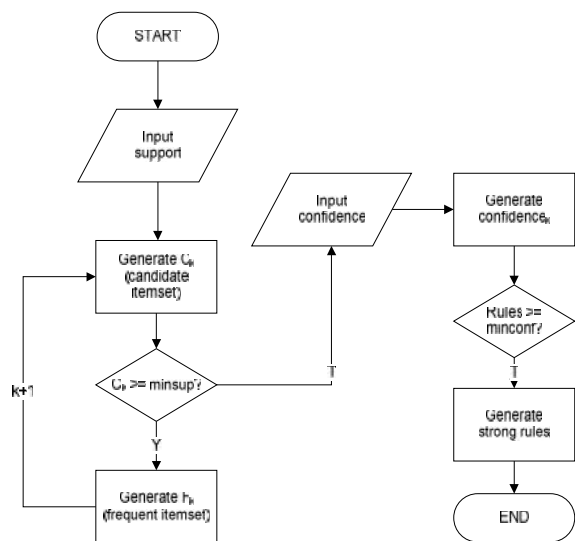 START
Input
support
Generate Cₖ
(candidate
itemset)
Cₖ >= minsup?
k+1
Y
Generate Fₖ
(frequent itemset)
T
Input
confidence
Generate
confidenceₖ
Rules >=
minconf?
T
Generate
strong rules
END